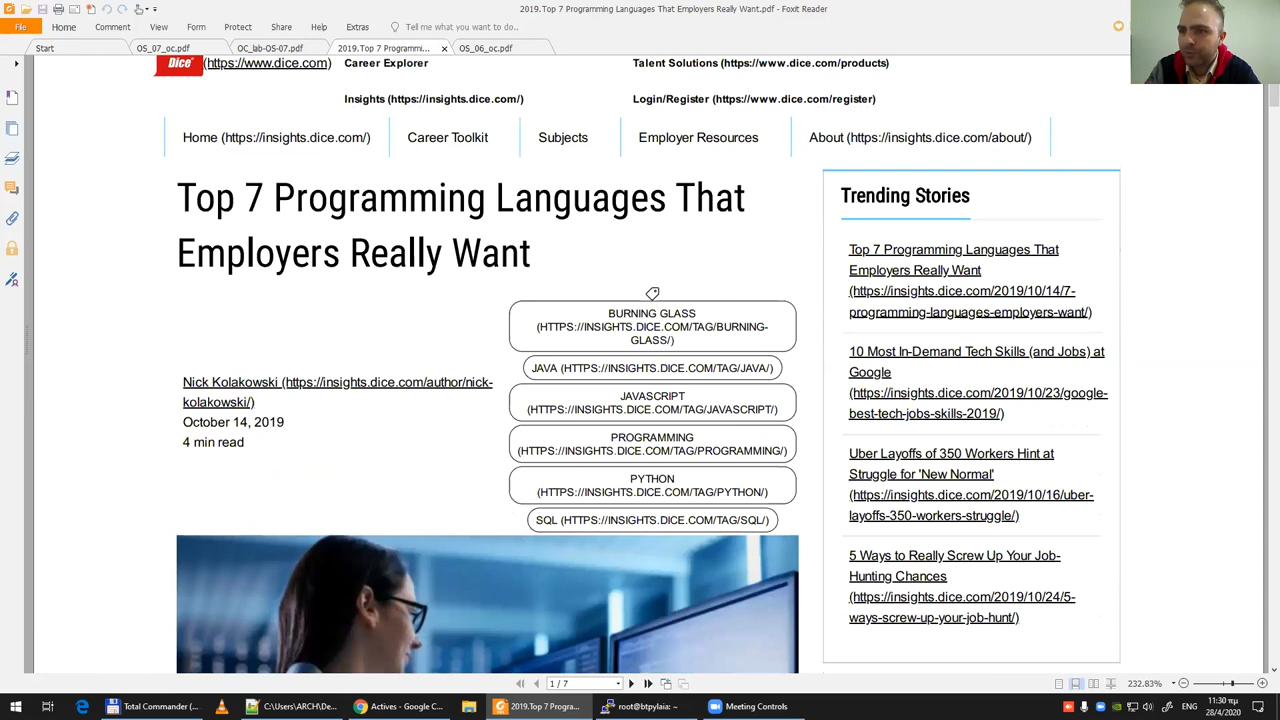 2019.Top 7 Programming Languages That Employers Really Want.pdf - Foxit Reader
File Home Comment View Form Protect Share Help Extras Tell me what you want to do...
Start OS_07_oc.pdf OC_lab-OS-07.pdf 2019.Top 7 Programmi... OS_06_oc.pdf
Dice (https://www.dice.com) Career Explorer Talent Solutions (https://www.dice.com/products)
Insights (https://insights.dice.com/) Login/Register (https://www.dice.com/register)
Home (https://insights.dice.com/) Career Toolkit Subjects Employer Resources About (https://insights.dice.com/about/)
Top 7 Programming Languages That
Employers Really Want
BURNING GLASS
(HTTPS://INSIGHTS.DICE.COM/TAG/BURNING-
GLASS/)
JAVA (HTTPS://INSIGHTS.DICE.COM/TAG/JAVA/)
JAVASCRIPT
(HTTPS://INSIGHTS.DICE.COM/TAG/JAVASCRIPT/)
PROGRAMMING
(HTTPS://INSIGHTS.DICE.COM/TAG/PROGRAMMING/)
PYTHON
(HTTPS://INSIGHTS.DICE.COM/TAG/PYTHON/)
SQL (HTTPS://INSIGHTS.DICE.COM/TAG/SQL/)
Nick Kolakowski (https://insights.dice.com/author/nick-
kolakowski/)
October 14, 2019
4 min read
Trending Stories
Top 7 Programming Languages That
Employers Really Want
(https://insights.dice.com/2019/10/14/7-
programming-languages-employers-want/)
10 Most In-Demand Tech Skills (and Jobs) at
Google
(https://insights.dice.com/2019/10/23/google-
best-tech-jobs-skills-2019/)
Uber Layoffs of 350 Workers Hint at
Struggle for 'New Normal'
(https://insights.dice.com/2019/10/16/uber-
layoffs-350-workers-struggle/)
5 Ways to Really Screw Up Your Job-
Hunting Chances
(https://insights.dice.com/2019/10/24/5-
ways-screw-up-your-job-hunt/)
1 / 7 232.83%
Total Commander (... C:\Users\ARCH\De... Actives - Google C... 2019.Top 7 Progra... root@btpylaia: ~ Meeting Controls ENG 11:30 πμ
28/4/2020